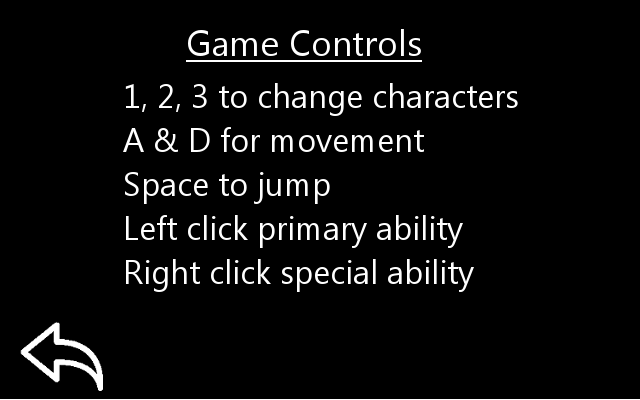 Game Controls
1, 2, 3 to change characters
A & D for movement
Space to jump
Left click primary ability
Right click special ability